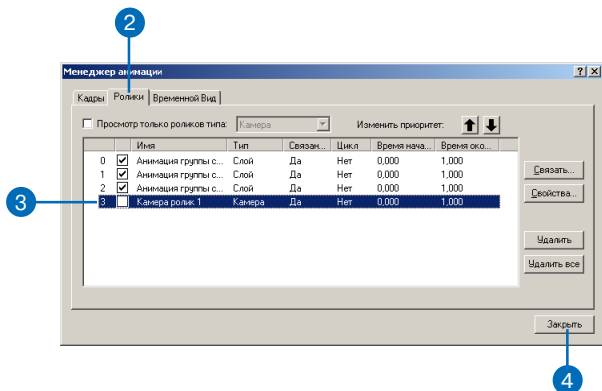 2
Менеджер анимации
Кадры Ролики Временной Вид
Просмотр только роликов типа: Камера Изменить приоритет:
Имя Тип Связан... Цикл Время нача... Время око...
0 Анимация группы с... Слой Да Нет 0,000 1,000
1 Анимация группы с... Слой Да Нет 0,000 1,000
2 Анимация группы с... Слой Да Нет 0,000 1,000
3 3 Камера ролик 1 Камера Да Нет 0,000 1,000
Связать...
Свойства...
Удалить
Удалить все
Закрыть
4